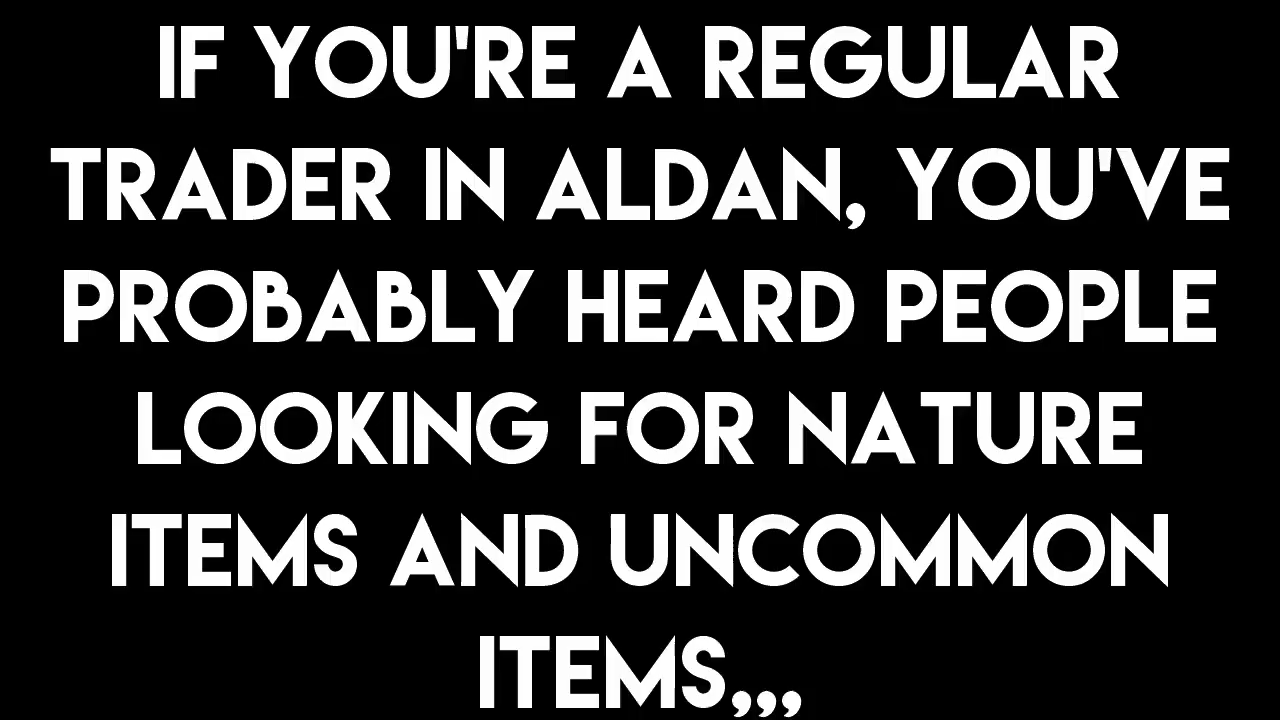 IF YOU'RE A REGULAR
TRADER IN ALDAN, YOU'VE
PROBABLY HEARD PEOPLE
LOOKING FOR NATURE
ITEMS AND UNCOMMON
ITEMS,,,